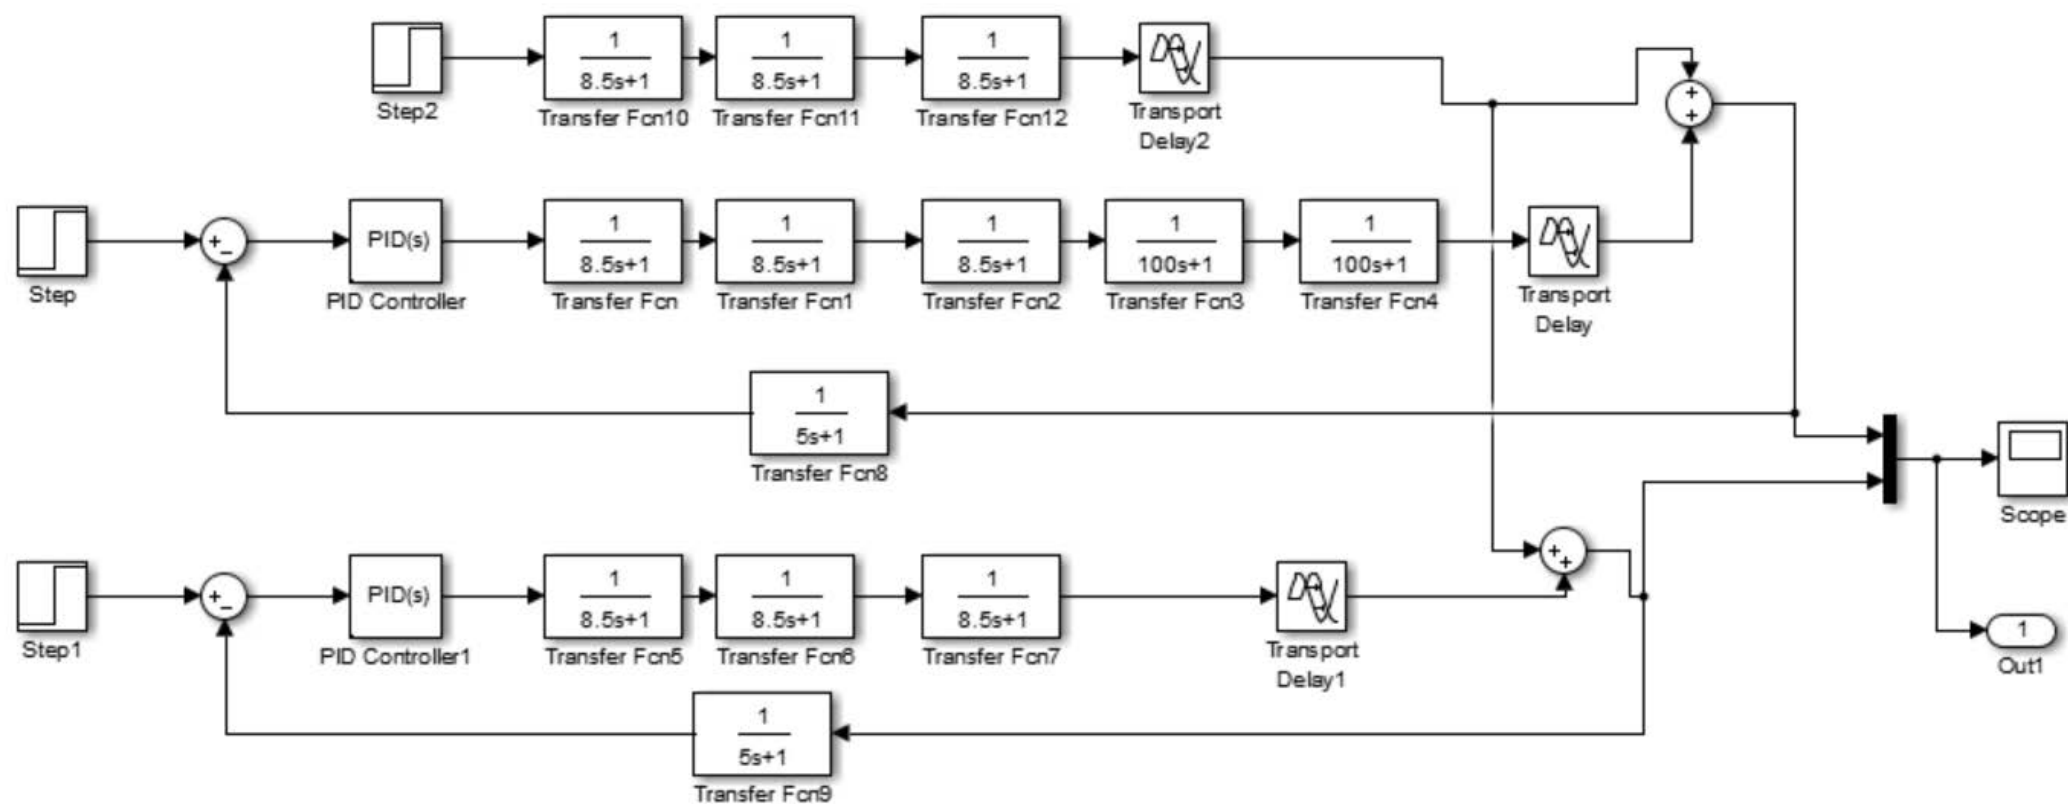 1 1 1
8.5s+1 8.5s+1 8.5s+1
Step2 Transfer Fcn10 Transfer Fcn11 Transfer Fcn12 Transport
Delay2
+
+
+
−
PID(s)
1 1 1 1 1
8.5s+1 8.5s+1 8.5s+1 100s+1 100s+1
Step PID Controller Transfer Fcn Transfer Fcn1 Transfer Fcn2 Transfer Fcn3 Transfer Fcn4 Transport
Delay
1
5s+1
Transfer Fcn8
Scope
+
+
+
−
PID(s)
1 1 1
8.5s+1 8.5s+1 8.5s+1
Step1 PID Controller1 Transfer Fcn5 Transfer Fcn6 Transfer Fcn7 Transport
Delay1
1
Out1
1
5s+1
Transfer Fcn9